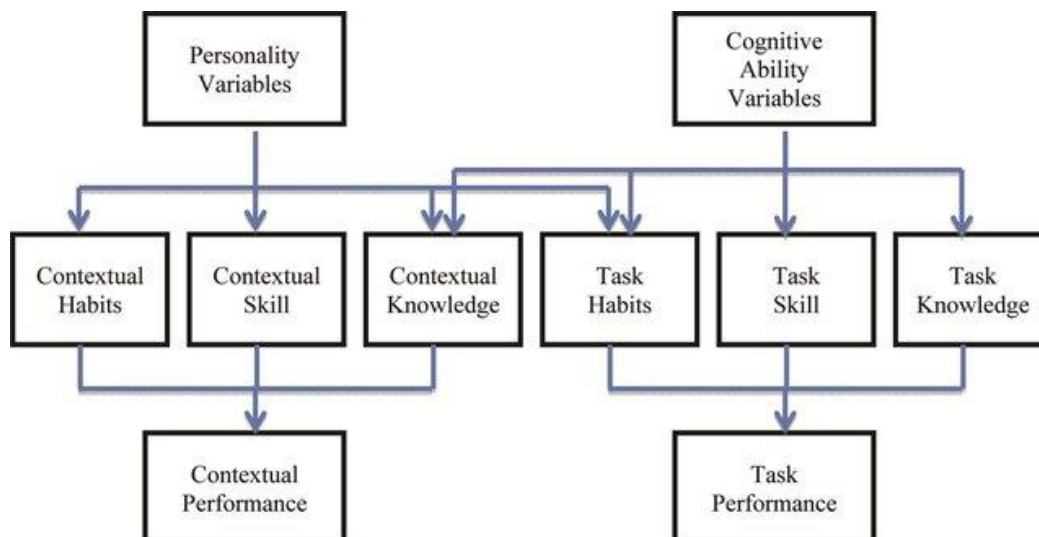 Personality
Variables
Cognitive
Ability
Variables
Contextual
Habits
Contextual
Skill
Contextual
Knowledge
Task
Habits
Task
Skill
Task
Knowledge
Contextual
Performance
Task
Performance